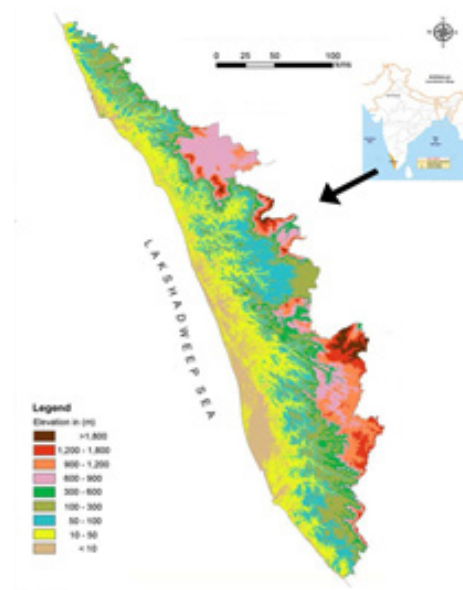 0 25 50 100
kms
LAKSHADWEEP SEA
Legend
Elevation in (m)
>1,800
1,200 - 1,800
900 - 1,200
600 - 900
300 - 600
100 - 300
50 - 100
10 - 50
< 10